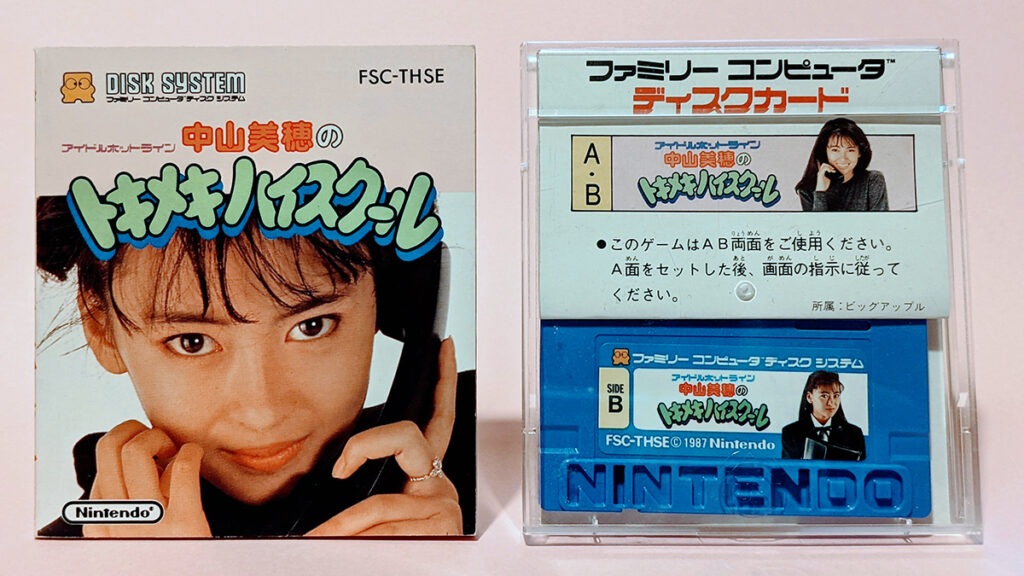 DISK SYSTEM
ファミリー コンピュータ ディスク システム
FSC-THSE
アイドルホットライン
中山美穂の
トキメキハイスクール
Nintendo®
ファミリー コンピュータ™
ディスクカード
A・B
アイドルホットライン
中山美穂の
トキメキハイスクール
●このゲームはAB両面をご使用ください。
A面をセットした後、画面の指示に従って
ください。
所属：ビッグアップル
ファミリー コンピュータ ディスク システム
SIDE
B
アイドルホットライン
中山美穂の
トキメキハイスクール
FSC-THSE © 1987 Nintendo
NINTENDO